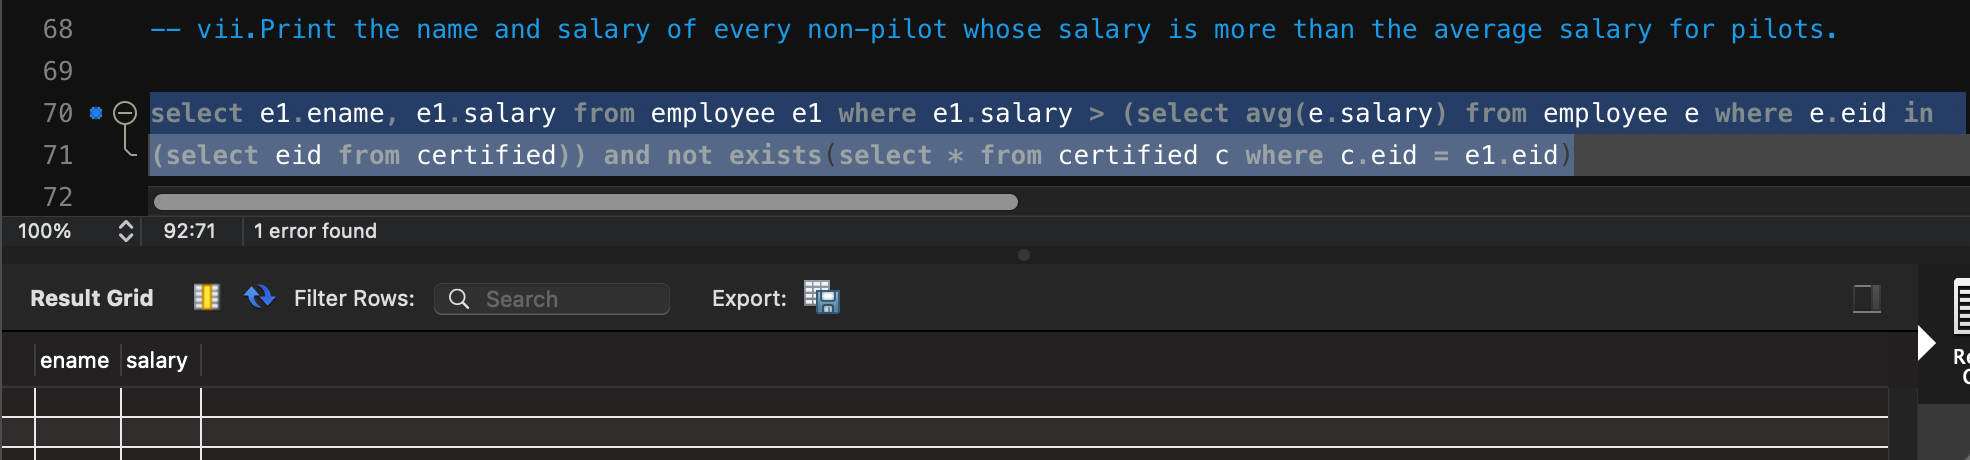 68 -- vii.Print the name and salary of every non-pilot whose salary is more than the average salary for pilots.
69
70 select e1.ename, e1.salary from employee e1 where e1.salary > (select avg(e.salary) from employee e where e.eid in
71 (select eid from certified)) and not exists(select * from certified c where c.eid = e1.eid)
72
100% 92:71 1 error found
Result Grid Filter Rows: Search Export:
ename salary